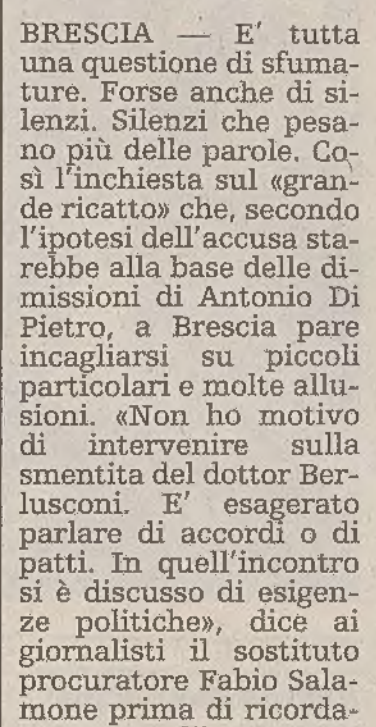 BRESCIA — E' tutta
una questione di sfuma-
ture. Forse anche di si-
lenzi. Silenzi che pesa-
no più delle parole. Co-
sì l'inchiesta sul «gran-
de ricatto» che, secondo
l'ipotesi dell'accusa sta-
rebbe alla base delle di-
missioni di Antonio Di
Pietro, a Brescia pare
incagliarsi su piccoli
particolari e molte allu-
sioni. «Non ho motivo
di intervenire sulla
smentita del dottor Ber-
lusconi. E' esagerato
parlare di accordi o di
patti. In quell'incontro
si è discusso di esigen-
ze politiche», dice ai
giornalisti il sostituto
procuratore Fabio Sala-
mone prima di ricorda-